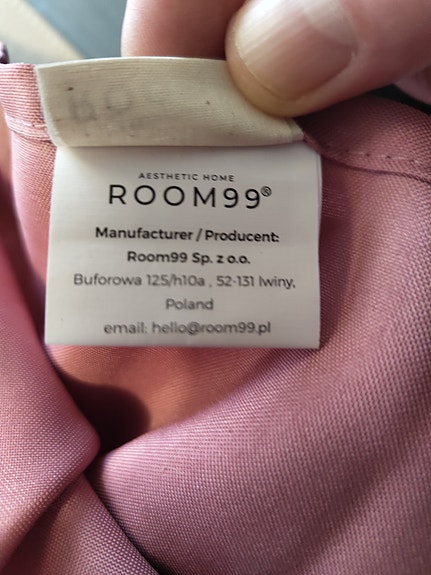 AESTHETIC HOME
ROOM99®
Manufacturer / Producent:
Room99 Sp. z o.o.
Buforowa 125/h10a , 52-131 Iwiny,
Poland
email: hello@room99.pl